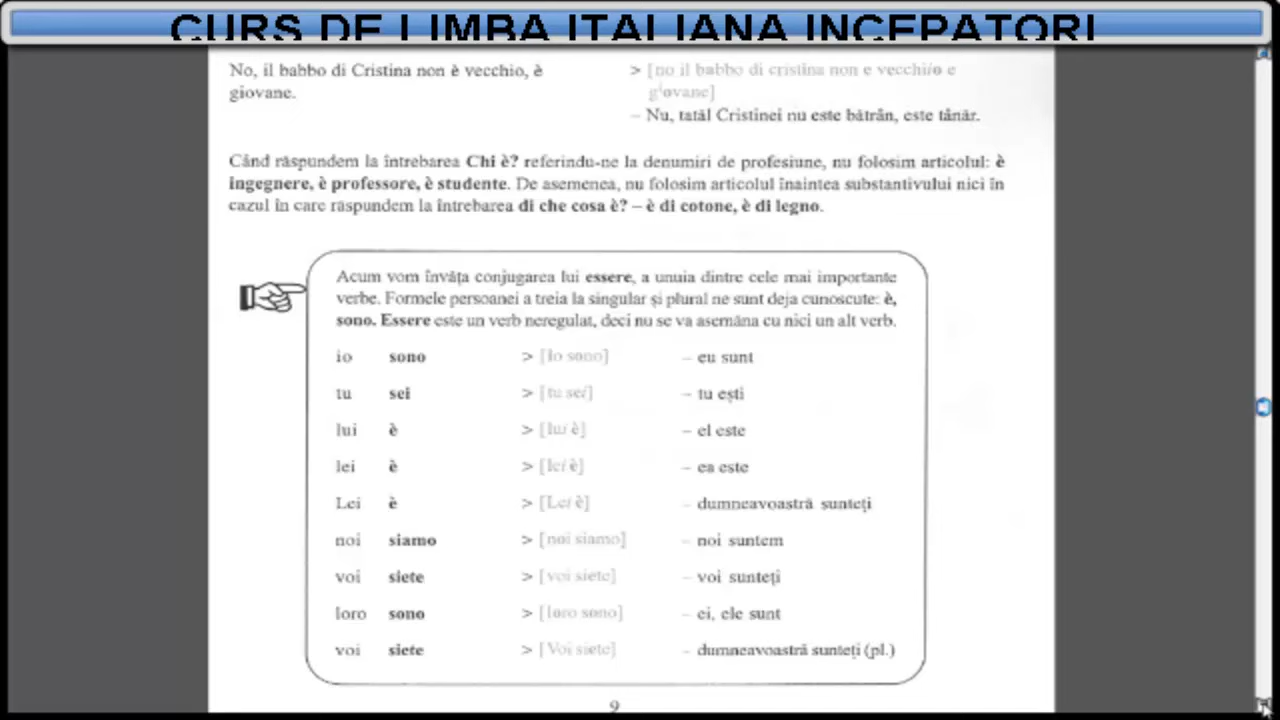 CURS DE LIMBA ITALIANA INCEPATORI
No, il babbo di Cristina non è vecchio, è
giovane.
> [no il babbo di cristina non e vecchi/o e
gⁱovane]
– Nu, tatăl Cristinei nu este bătrân, este tânăr.
Când răspundem la întrebarea Chi è? referindu-ne la denumiri de profesiune, nu folosim articolul: è
ingegnere, è professore, è studente. De asemenea, nu folosim articolul înaintea substantivului nici în
cazul în care răspundem la întrebarea di che cosa è? – è di cotone, è di legno.
Acum vom învăța conjugarea lui essere, a unuia dintre cele mai importante
verbe. Formele persoanei a treia la singular și plural ne sunt deja cunoscute: è,
sono. Essere este un verb neregulat, deci nu se va asemăna cu nici un alt verb.
io sono > [Io sono] – eu sunt
tu sei > [tu sei] – tu ești
lui è > [lui è] – el este
lei è > [lei è] – ea este
Lei è > [Lei è] – dumneavoastră sunteți
noi siamo > [noi siamo] – noi suntem
voi siete > [voi siete] – voi sunteți
loro sono > [loro sono] – ei, ele sunt
voi siete > [Voi siete] – dumneavoastră sunteți (pl.)
9